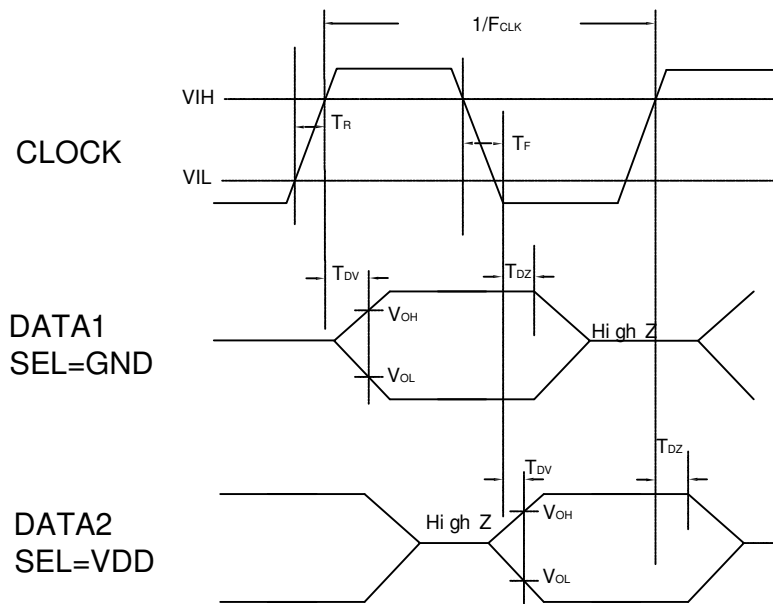 1/FCLK
VIH
TR
CLOCK
TF
VIL
TDV
TDZ
DATA1
SEL=GND
VOH
High Z
VOL
TDZ
TDV
DATA2
SEL=VDD
High Z
VOH
VOL